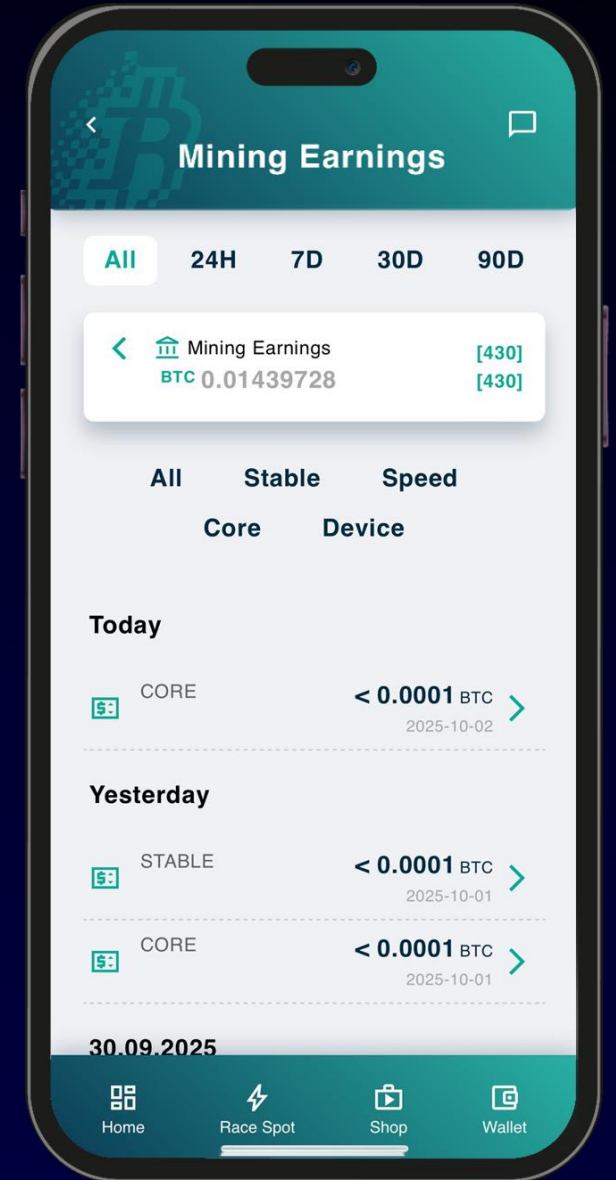 Mining Earnings
All 24H 7D 30D 90D
Mining Earnings [430]
BTC 0.01439728 [430]
All Stable Speed
Core Device
Today
CORE < 0.0001 BTC
2025-10-02
Yesterday
STABLE < 0.0001 BTC
2025-10-01
CORE < 0.0001 BTC
2025-10-01
30.09.2025
Home Race Spot Shop Wallet